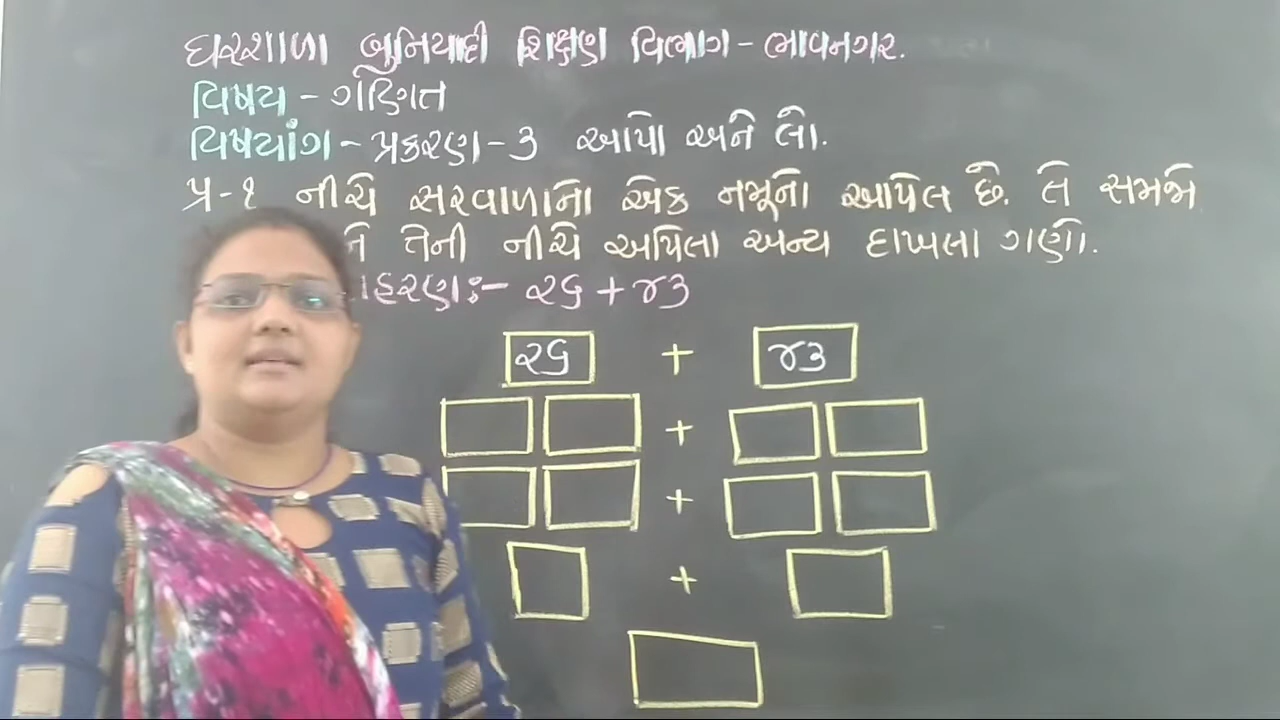 ઘરશાળા બુનિયાદી શિક્ષણ વિભાગ - ભાવનગર.
વિષય - ગણિત
વિષયાંગ - પ્રકરણ - ૩ આપો અને લો.
પ્ર-૧ નીચે સરવાળાનો એક નમૂનો આપેલ છે. તે સમજો
તેની નીચે આપેલા અન્ય દાખલા ગણો.
૨૬ + ૪૩
૨૬ + ૪૩
+
+
+